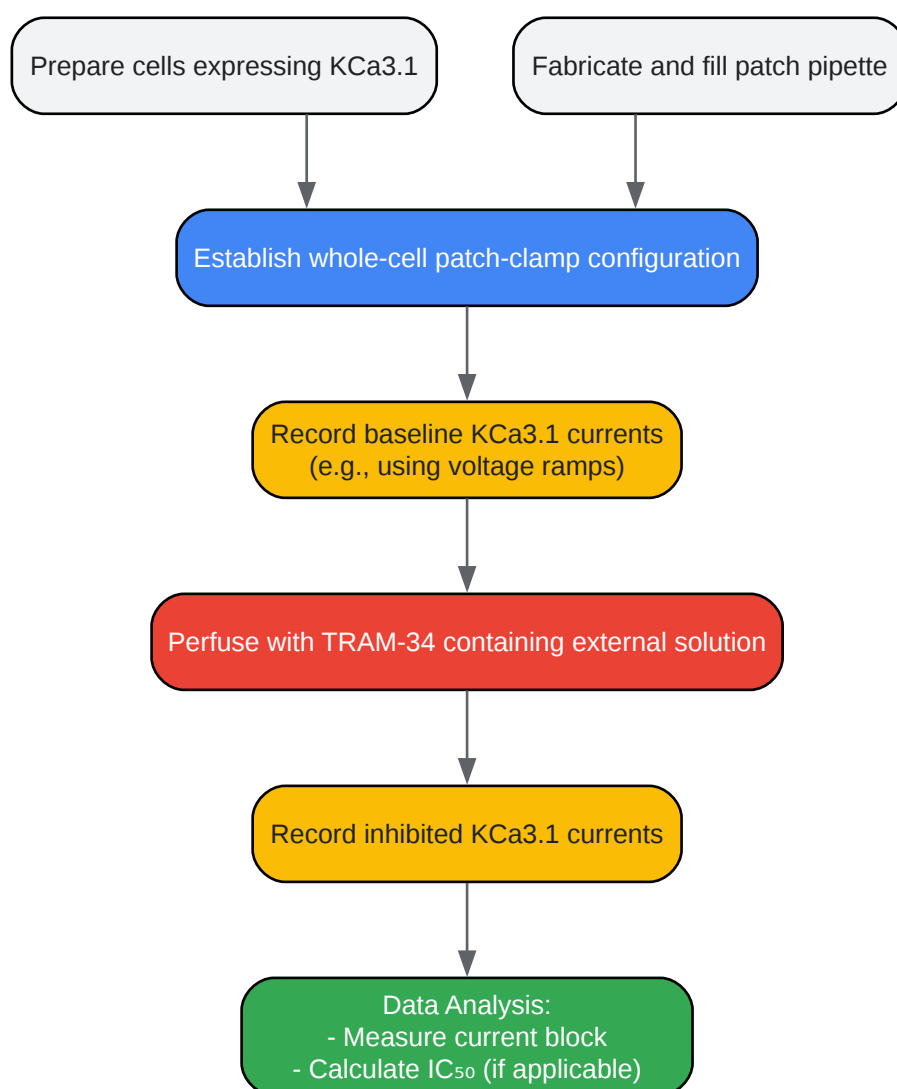 Prepare cells expressing KCa3.1
Fabricate and fill patch pipette
Establish whole-cell patch-clamp configuration
Record baseline KCa3.1 currents
(e.g., using voltage ramps)
Perfuse with TRAM-34 containing external solution
Record inhibited KCa3.1 currents
Data Analysis:
- Measure current block
- Calculate IC₅₀ (if applicable)